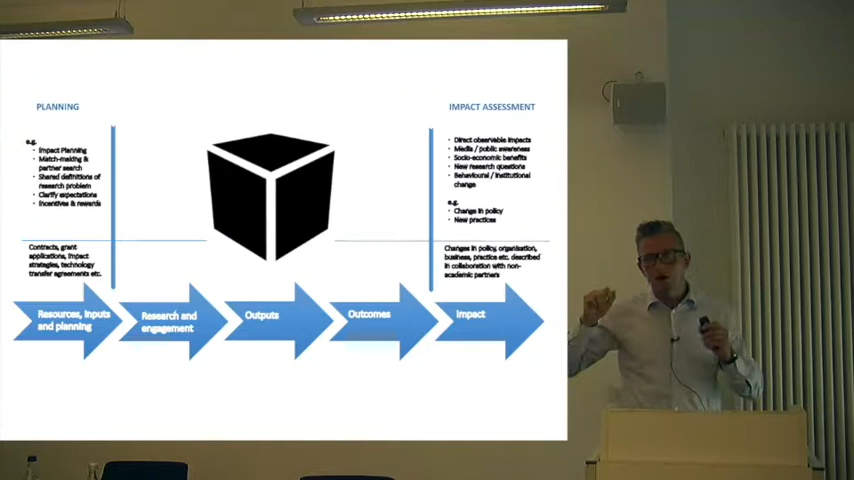 PLANNING
e.g.
• Impact Planning
• Match-making &
partner search
• Shared definitions of
research problem
• Clarify expectations
• Incentives & rewards
Contracts, grant
applications, impact
strategies, technology
transfer agreements etc.
IMPACT ASSESSMENT
• Direct observable impacts
• Media / public awareness
• Socio-economic benefits
• New research questions
• Behavioural / institutional
change
e.g.
• Change in policy
• New practices
Changes in policy, organisation,
business, practice etc. described
in collaboration with non-
academic partners
Resources, inputs
and planning
Research and
engagement
Outputs
Outcomes
Impact